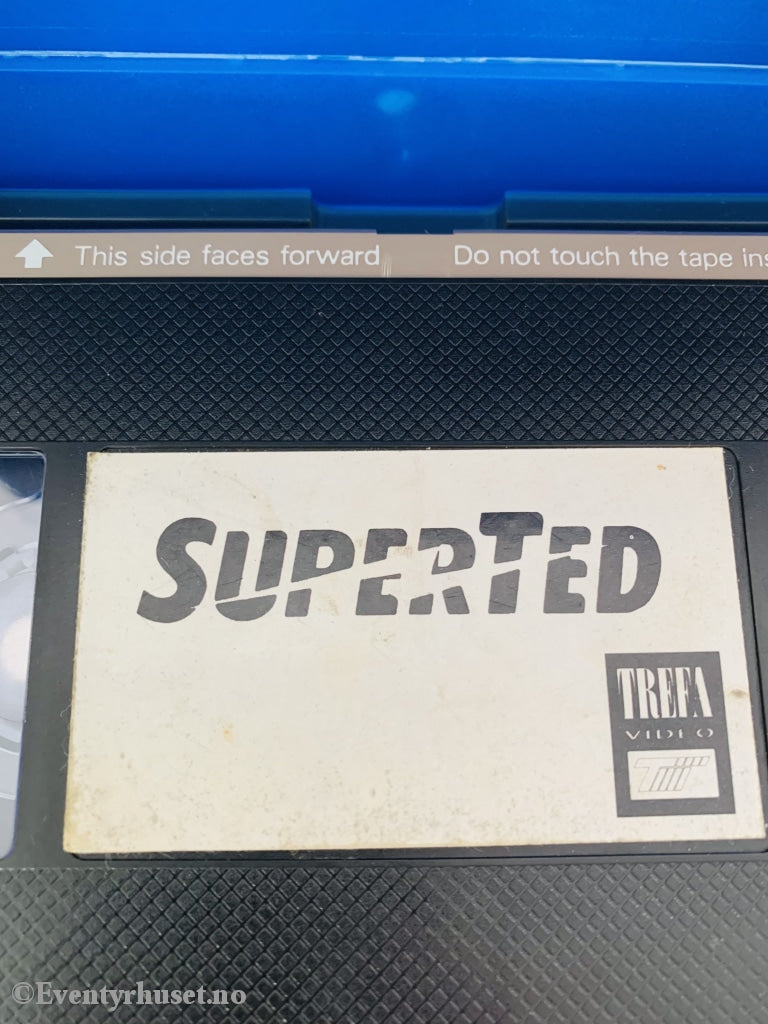 This side faces forward
Do not touch the tape ins
SUPERTED
TREFA
VIDEO
©Eventyrhuset.no